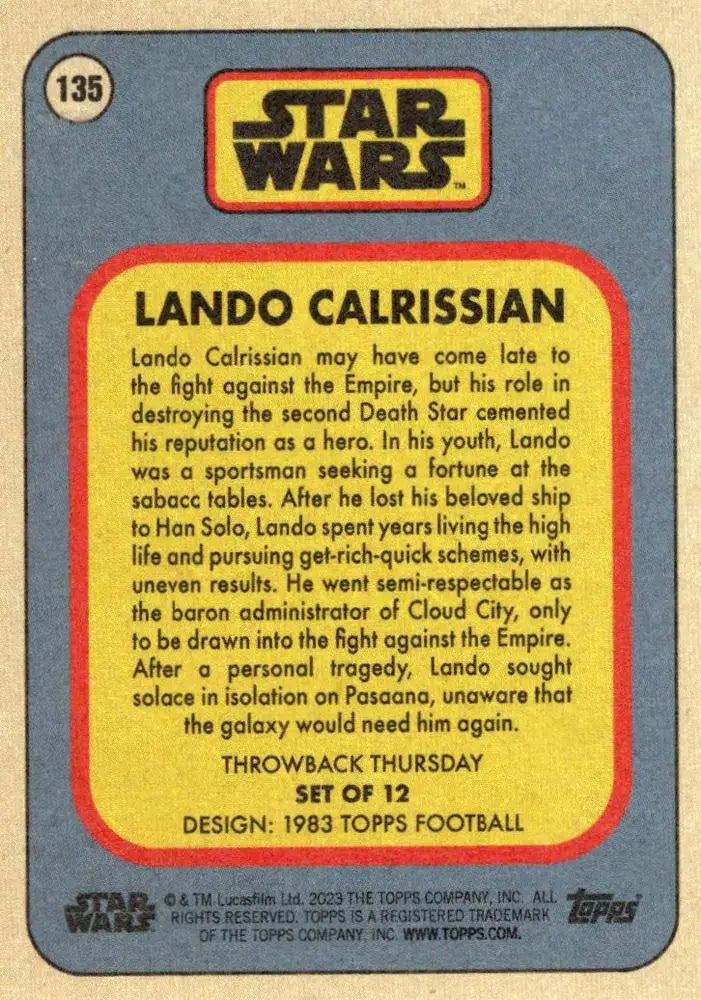 135
STAR
WARS™
LANDO CALRISSIAN
Lando Calrissian may have come late to
the fight against the Empire, but his role in
destroying the second Death Star cemented
his reputation as a hero. In his youth, Lando
was a sportsman seeking a fortune at the
sabacc tables. After he lost his beloved ship
to Han Solo, Lando spent years living the high
life and pursuing get-rich-quick schemes, with
uneven results. He went semi-respectable as
the baron administrator of Cloud City, only
to be drawn into the fight against the Empire.
After a personal tragedy, Lando sought
solace in isolation on Pasaana, unaware that
the galaxy would need him again.
THROWBACK THURSDAY
SET OF 12
DESIGN: 1983 TOPPS FOOTBALL
STAR
WARS
© & TM Lucasfilm Ltd. 2023 THE TOPPS COMPANY, INC. ALL
RIGHTS RESERVED. TOPPS IS A REGISTERED TRADEMARK
OF THE TOPPS COMPANY, INC. WWW.TOPPS.COM.
Topps